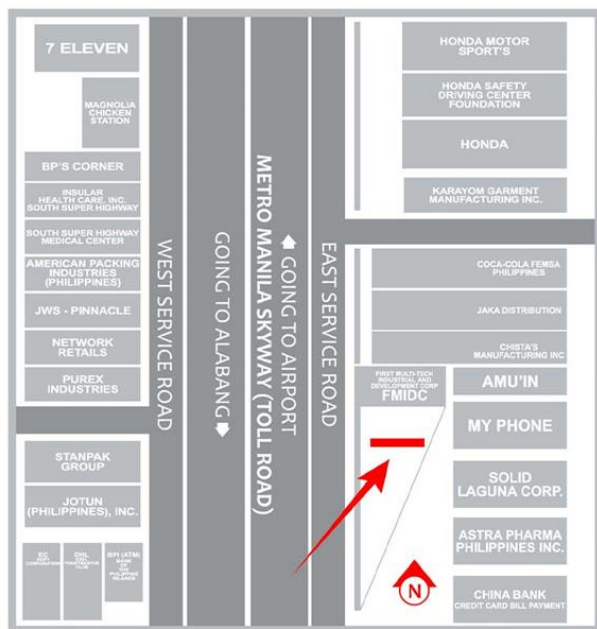 7 ELEVEN
MAGNOLIA
CHICKEN
STATION
BP'S CORNER
INSULAR
HEALTH CARE, INC.
SOUTH SUPER HIGHWAY
SOUTH SUPER HIGHWAY
MEDICAL CENTER
AMERICAN PACKING
INDUSTRIES
(PHILIPPINES)
JWS - PINNACLE
NETWORK
RETAILS
PUREX
INDUSTRIES
STANPAK
GROUP
JOTUN
(PHILIPPINES), INC.
EC
CORPORATION
DHL
BPI (ATM)
BANK
OF
THE
PHILIPPINE
ISLANDS
WEST SERVICE ROAD
GOING TO ALABANG
METRO MANILA SKYWAY (TOLL ROAD)
GOING TO AIRPORT
EAST SERVICE ROAD
HONDA MOTOR
SPORT'S
HONDA SAFETY
DRIVING CENTER
FOUNDATION
HONDA
KARAYOM GARMENT
MANUFACTURING INC.
COCA-COLA FEMSA
PHILIPPINES
JAKA DISTRIBUTION
CHISTA'S
MANUFACTURING INC
FIRST MULTI-TECH
INDUSTRIAL AND
DEVELOPMENT CORP
FMIDC
AMU'IN
MY PHONE
SOLID
LAGUNA CORP.
ASTRA PHARMA
PHILIPPINES INC.
CHINA BANK
CREDIT CARD BILL PAYMENT
N